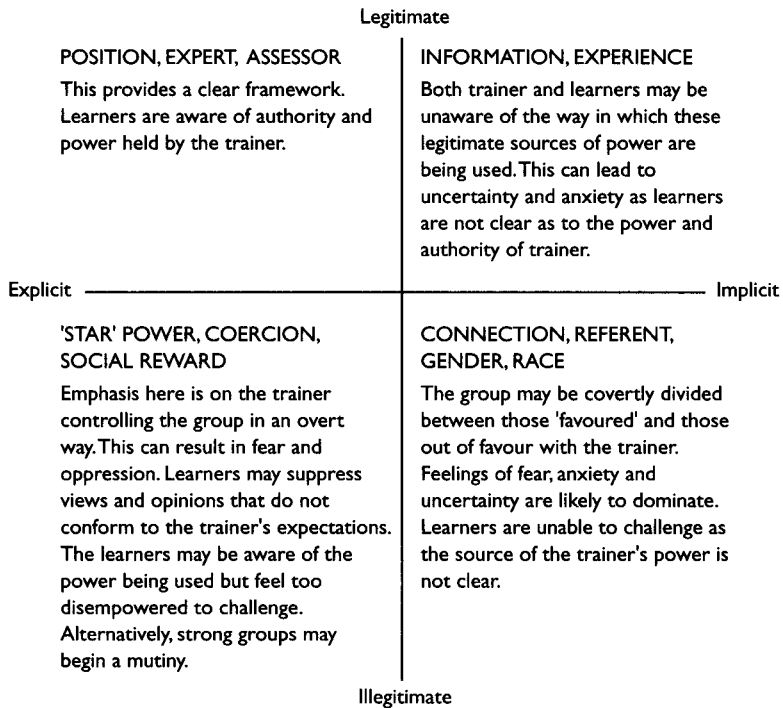 Legitimate
POSITION, EXPERT, ASSESSOR
This provides a clear framework.
Learners are aware of authority and
power held by the trainer.
INFORMATION, EXPERIENCE
Both trainer and learners may be
unaware of the way in which these
legitimate sources of power are
being used. This can lead to
uncertainty and anxiety as learners
are not clear as to the power and
authority of trainer.
Explicit
Implicit
'STAR' POWER, COERCION,
SOCIAL REWARD
Emphasis here is on the trainer
controlling the group in an overt
way. This can result in fear and
oppression. Learners may suppress
views and opinions that do not
conform to the trainer's expectations.
The learners may be aware of the
power being used but feel too
disempowered to challenge.
Alternatively, strong groups may
begin a mutiny.
CONNECTION, REFERENT,
GENDER, RACE
The group may be covertly divided
between those 'favoured' and those
out of favour with the trainer.
Feelings of fear, anxiety and
uncertainty are likely to dominate.
Learners are unable to challenge as
the source of the trainer's power is
not clear.
Illegitimate